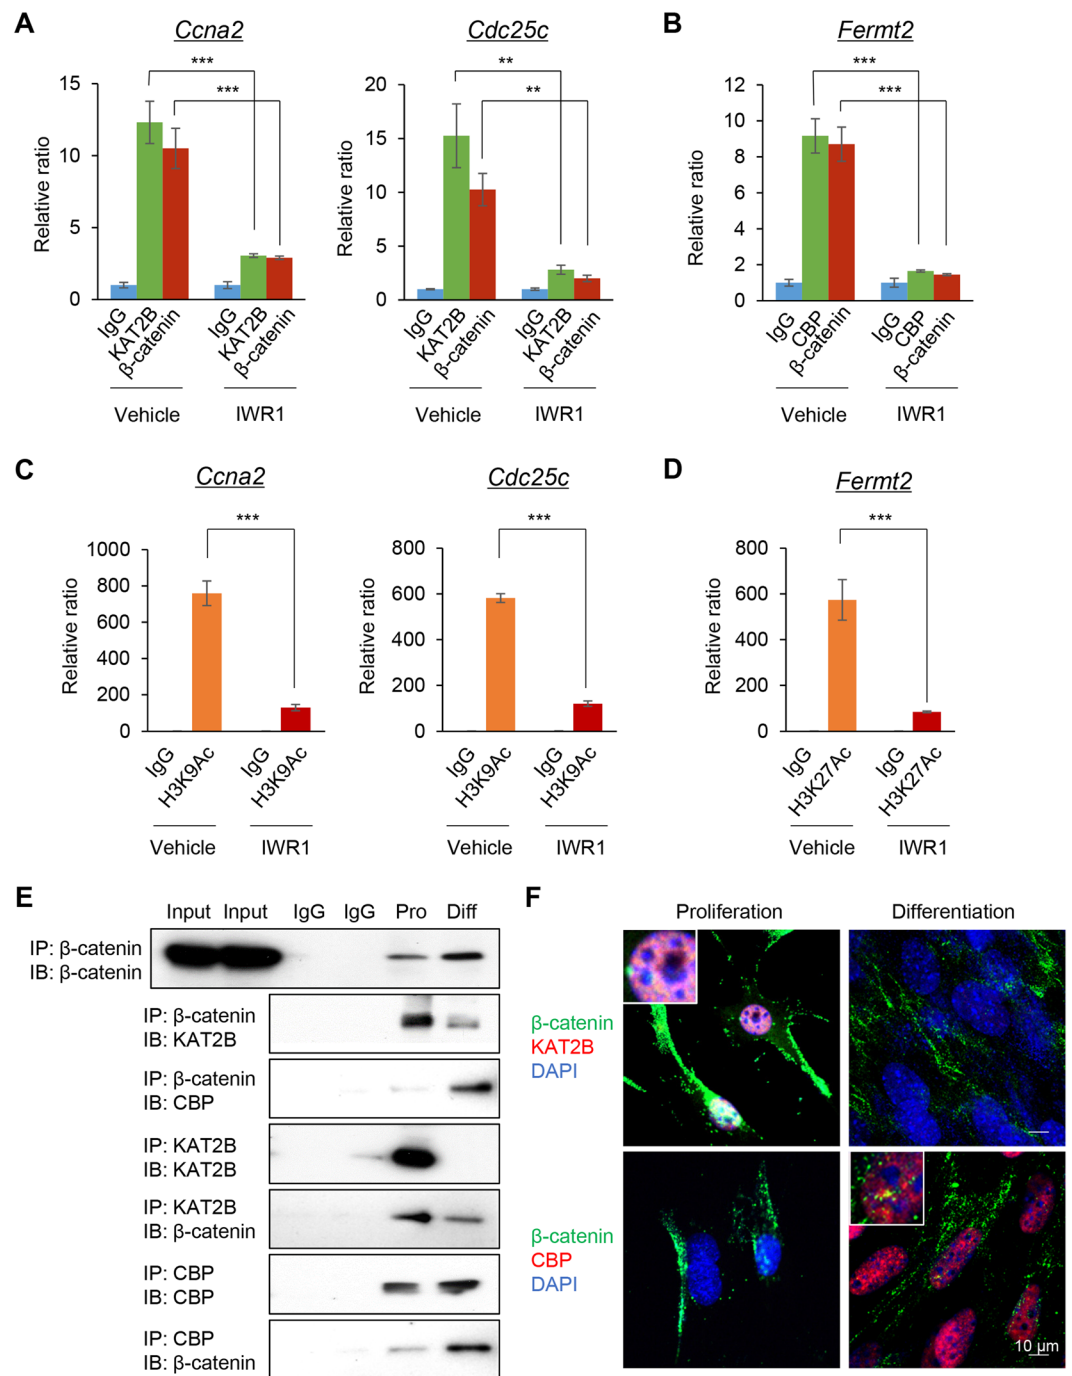 A
Ccna2
***
***
15
10
5
0
Relative ratio
IgG
KAT2B
β-catenin
IgG
KAT2B
β-catenin
Vehicle
IWR1
Cdc25c
**
**
20
15
10
5
0
Relative ratio
IgG
KAT2B
β-catenin
IgG
KAT2B
β-catenin
Vehicle
IWR1
B
Fermt2
***
***
12
10
8
6
4
2
0
Relative ratio
IgG
CBP
β-catenin
IgG
CBP
β-catenin
Vehicle
IWR1
C
Ccna2
***
1000
800
600
400
200
0
Relative ratio
IgG
H3K9Ac
IgG
H3K9Ac
Vehicle
IWR1
Cdc25c
***
800
600
400
200
0
Relative ratio
IgG
H3K9Ac
IgG
H3K9Ac
Vehicle
IWR1
D
Fermt2
***
800
600
400
200
0
Relative ratio
IgG
H3K27Ac
IgG
H3K27Ac
Vehicle
IWR1
E
Input Input IgG IgG Pro Diff
IP: β-catenin
IB: β-catenin
IP: β-catenin
IB: KAT2B
IP: β-catenin
IB: CBP
IP: KAT2B
IB: KAT2B
IP: KAT2B
IB: β-catenin
IP: CBP
IB: CBP
IP: CBP
IB: β-catenin
F
Proliferation Differentiation
β-catenin
KAT2B
DAPI
β-catenin
CBP
DAPI
10 µm